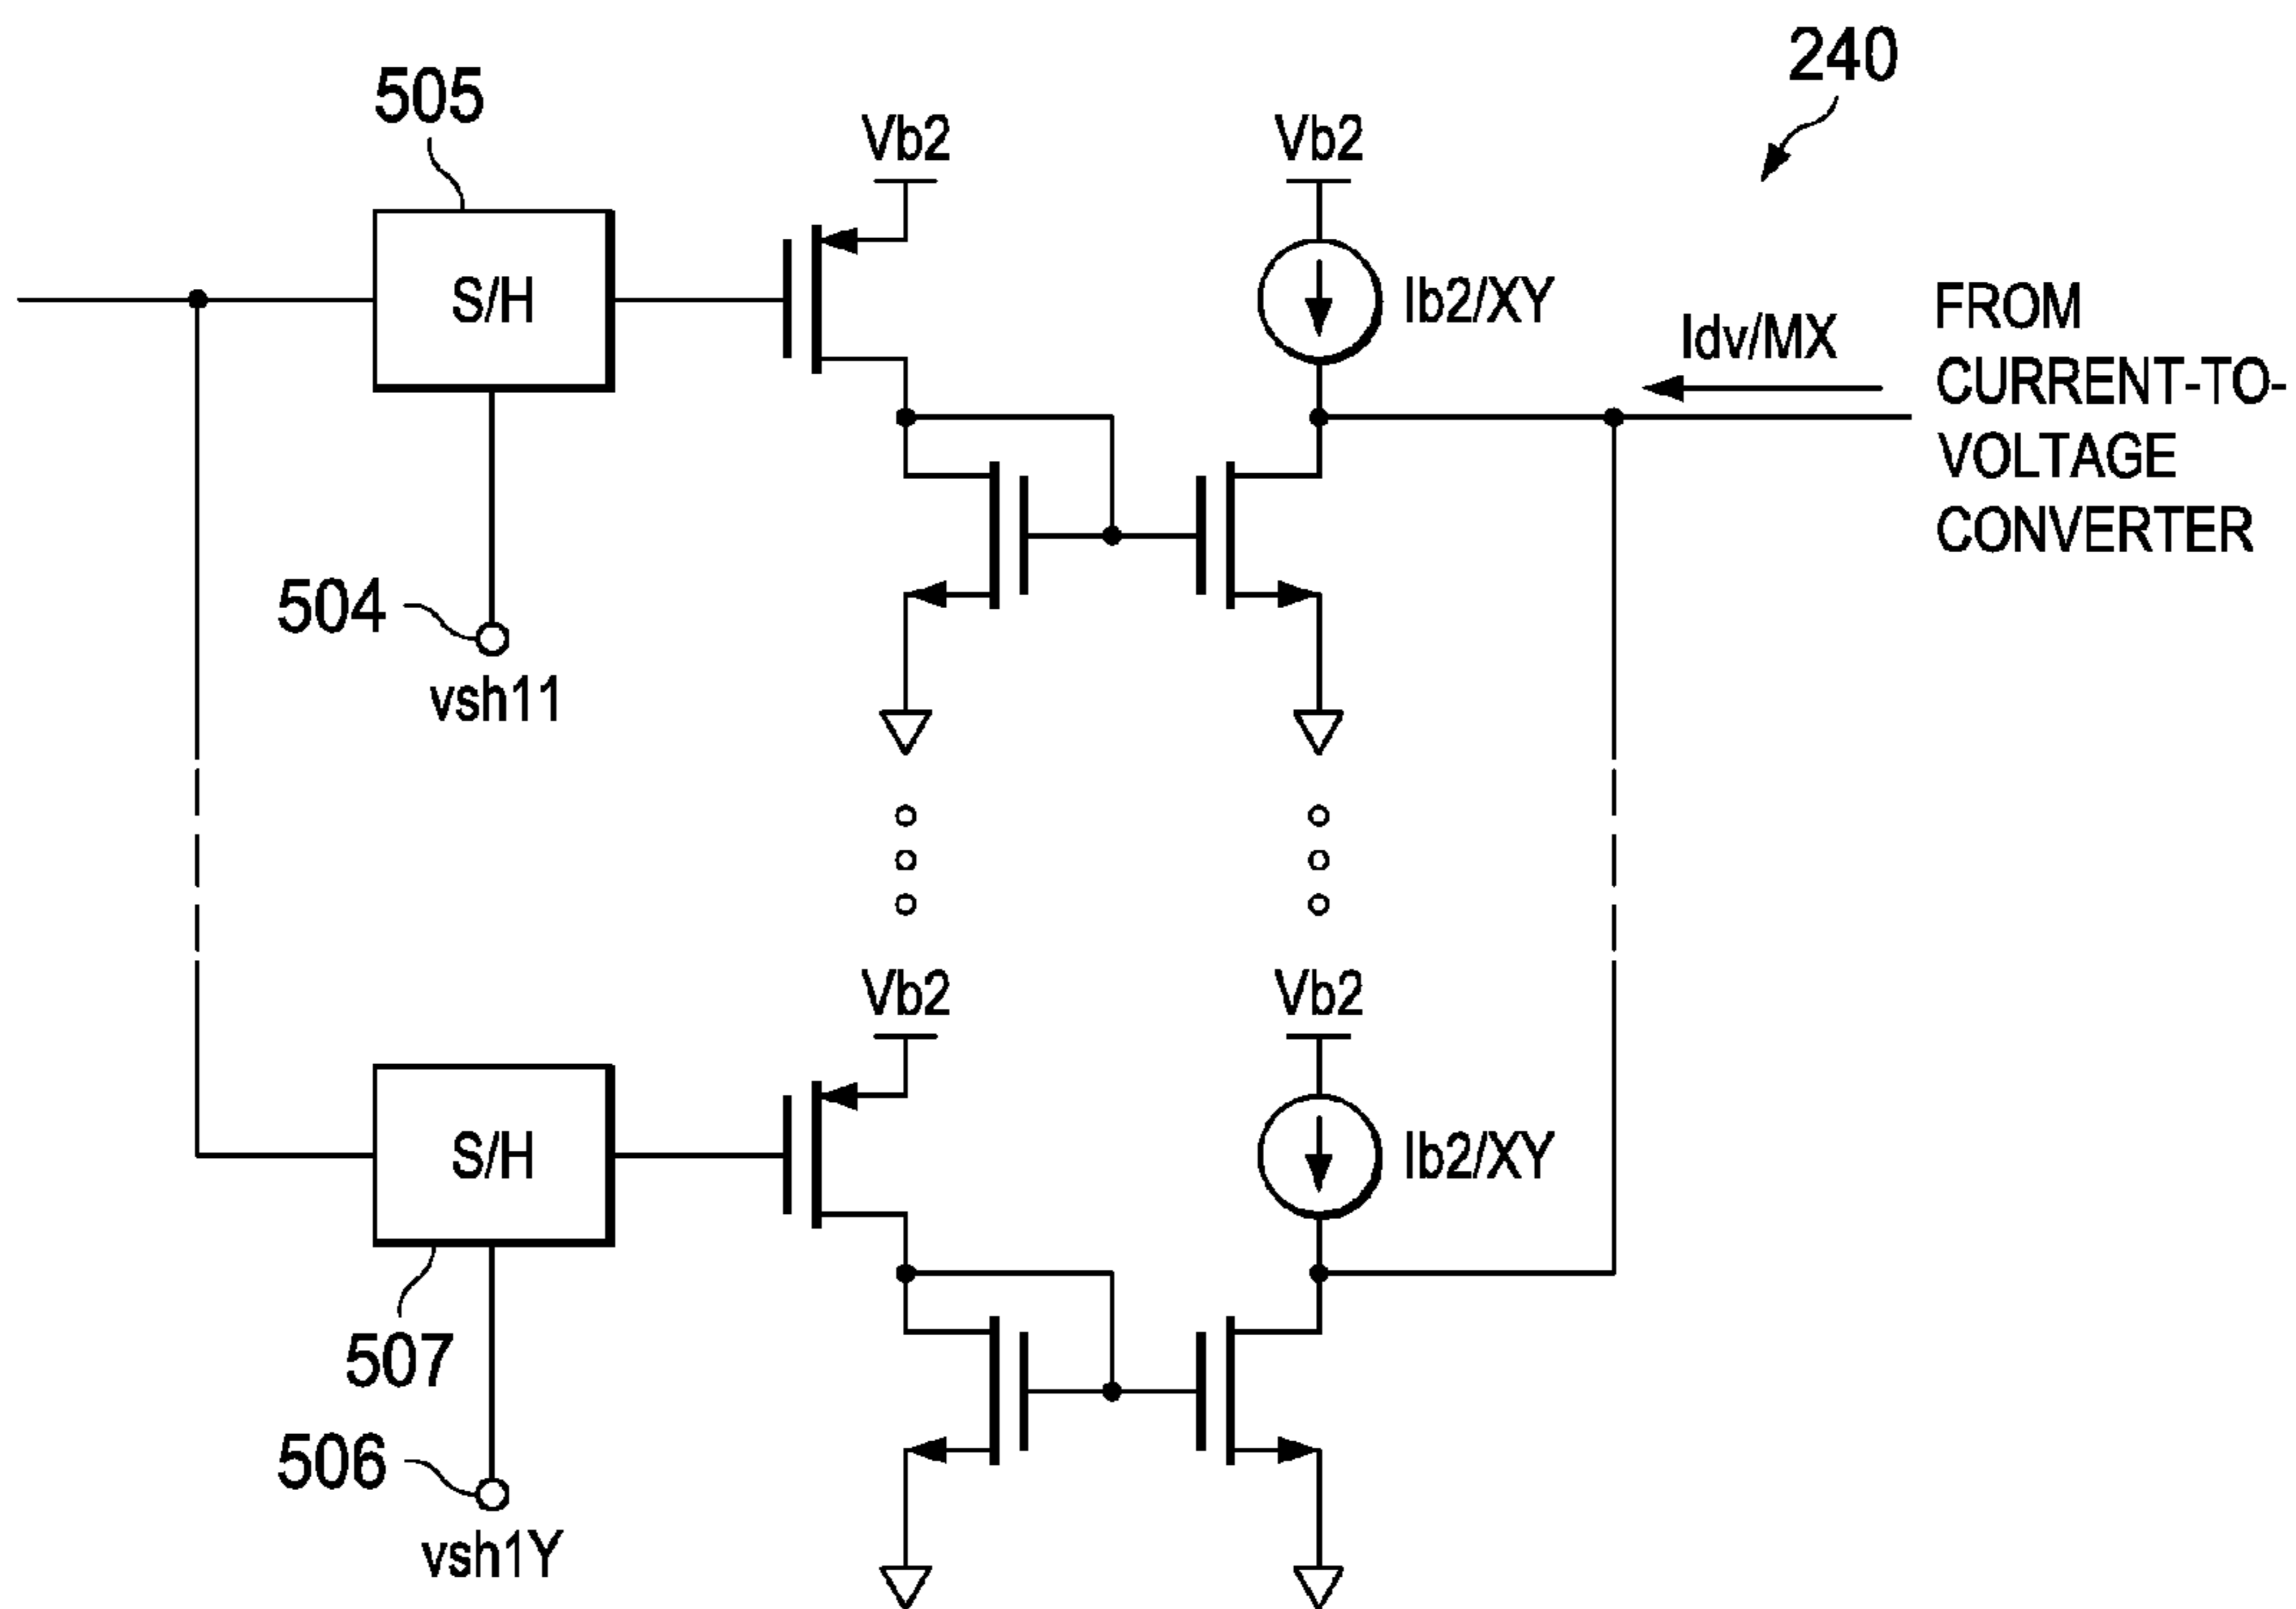 240
505
Vb2
Vb2
S/H
Ib2/XY
Idv/MX
FROM
CURRENT-TO-
VOLTAGE
CONVERTER
504
vsh11
Vb2
Vb2
S/H
Ib2/XY
507
506
vsh1Y